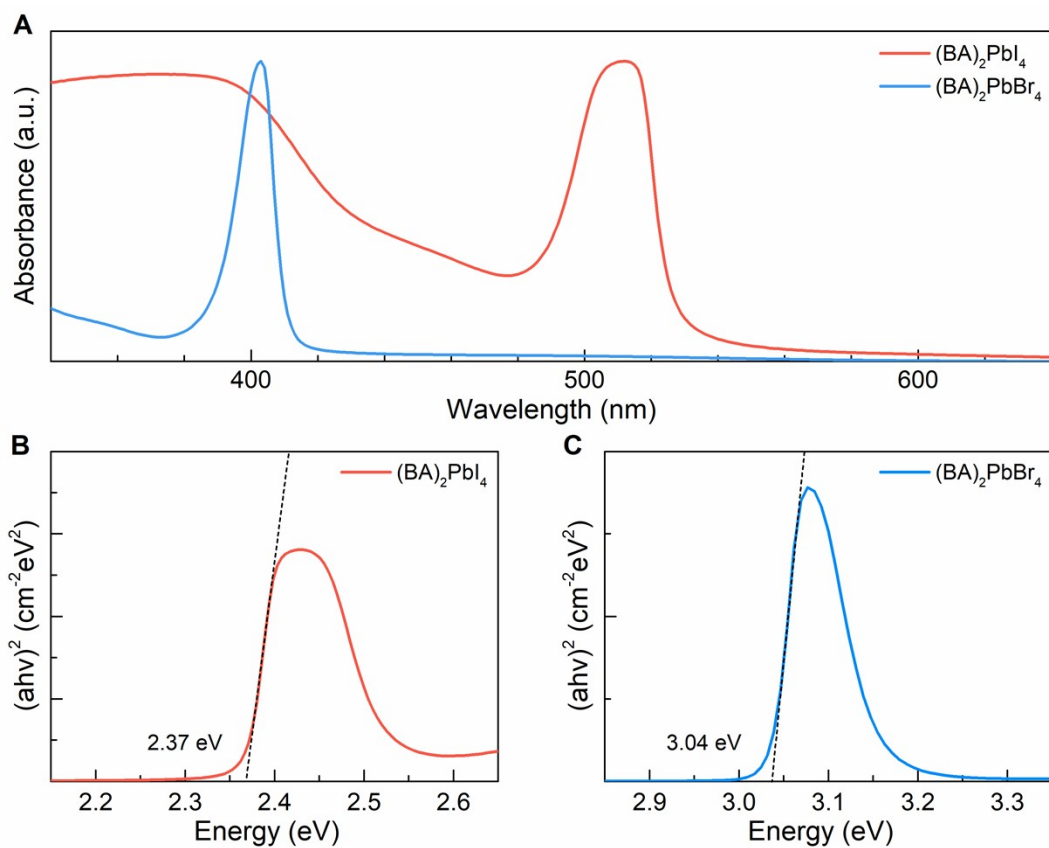 A
(BA)₂PbI₄
(BA)₂PbBr₄
Absorbance (a.u.)
400 500 600
Wavelength (nm)
B
(BA)₂PbI₄
(ahv)² (cm⁻²eV²)
2.37 eV
2.2 2.3 2.4 2.5 2.6
Energy (eV)
C
(BA)₂PbBr₄
(ahv)² (cm⁻²eV²)
3.04 eV
2.9 3.0 3.1 3.2 3.3
Energy (eV)